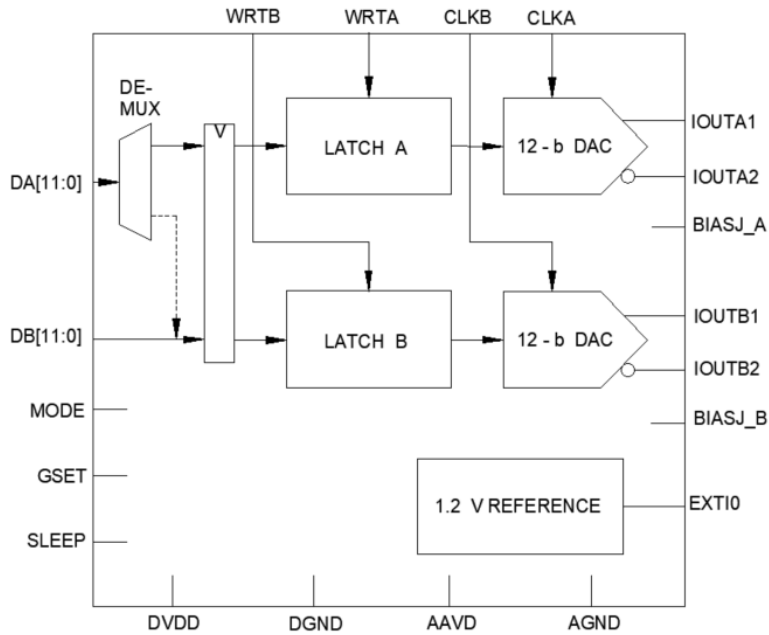 WRTB WRTA CLKB CLKA
DE-
MUX
V
LATCH A
12 - b DAC
IOUTA1
DA[11:0]
IOUTA2
BIASJ_A
DB[11:0]
LATCH B
12 - b DAC
IOUTB1
IOUTB2
MODE
BIASJ_B
GSET
1.2 V REFERENCE
EXTI0
SLEEP
DVDD DGND AAVD AGND